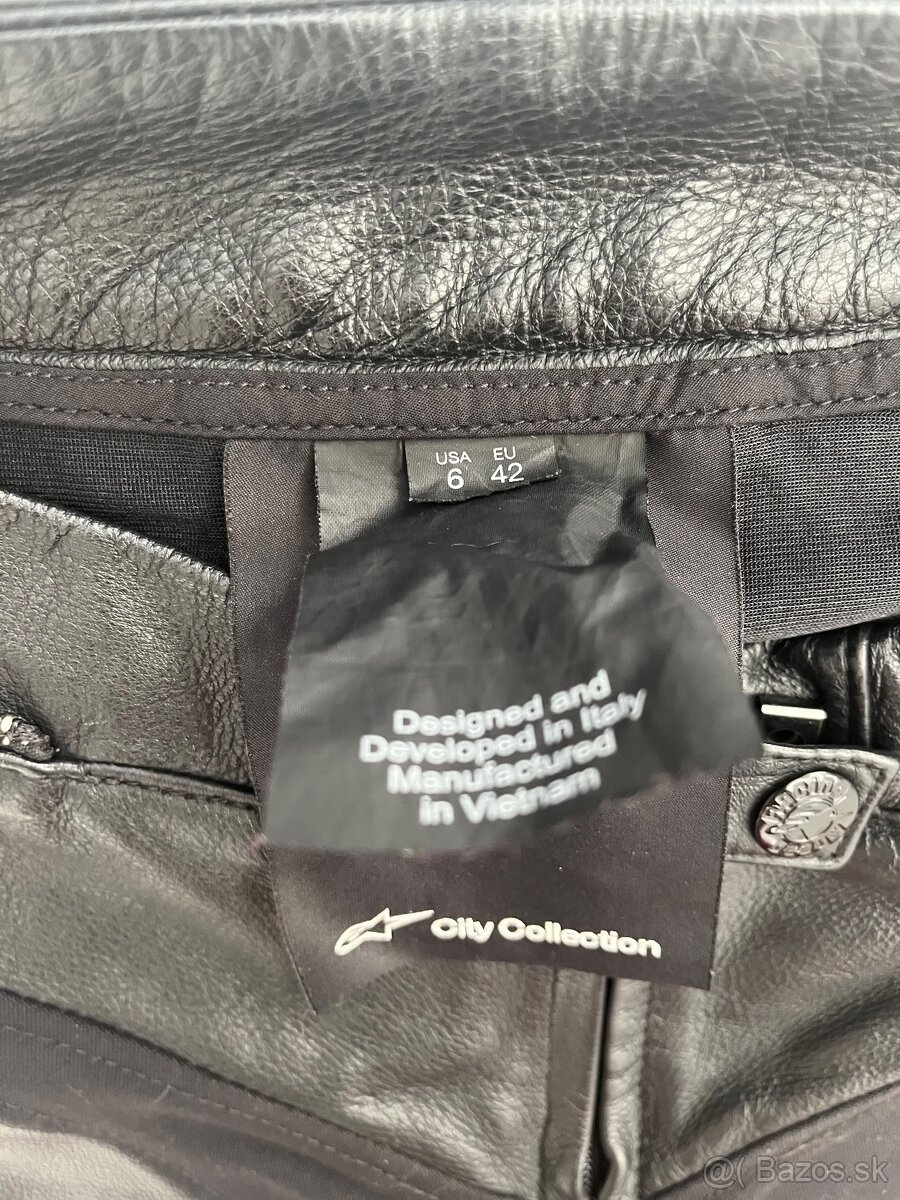 USA EU
6 42
Designed and
Developed in Italy
Manufactured
in Vietnam
City Collection
@( Bazos.sk